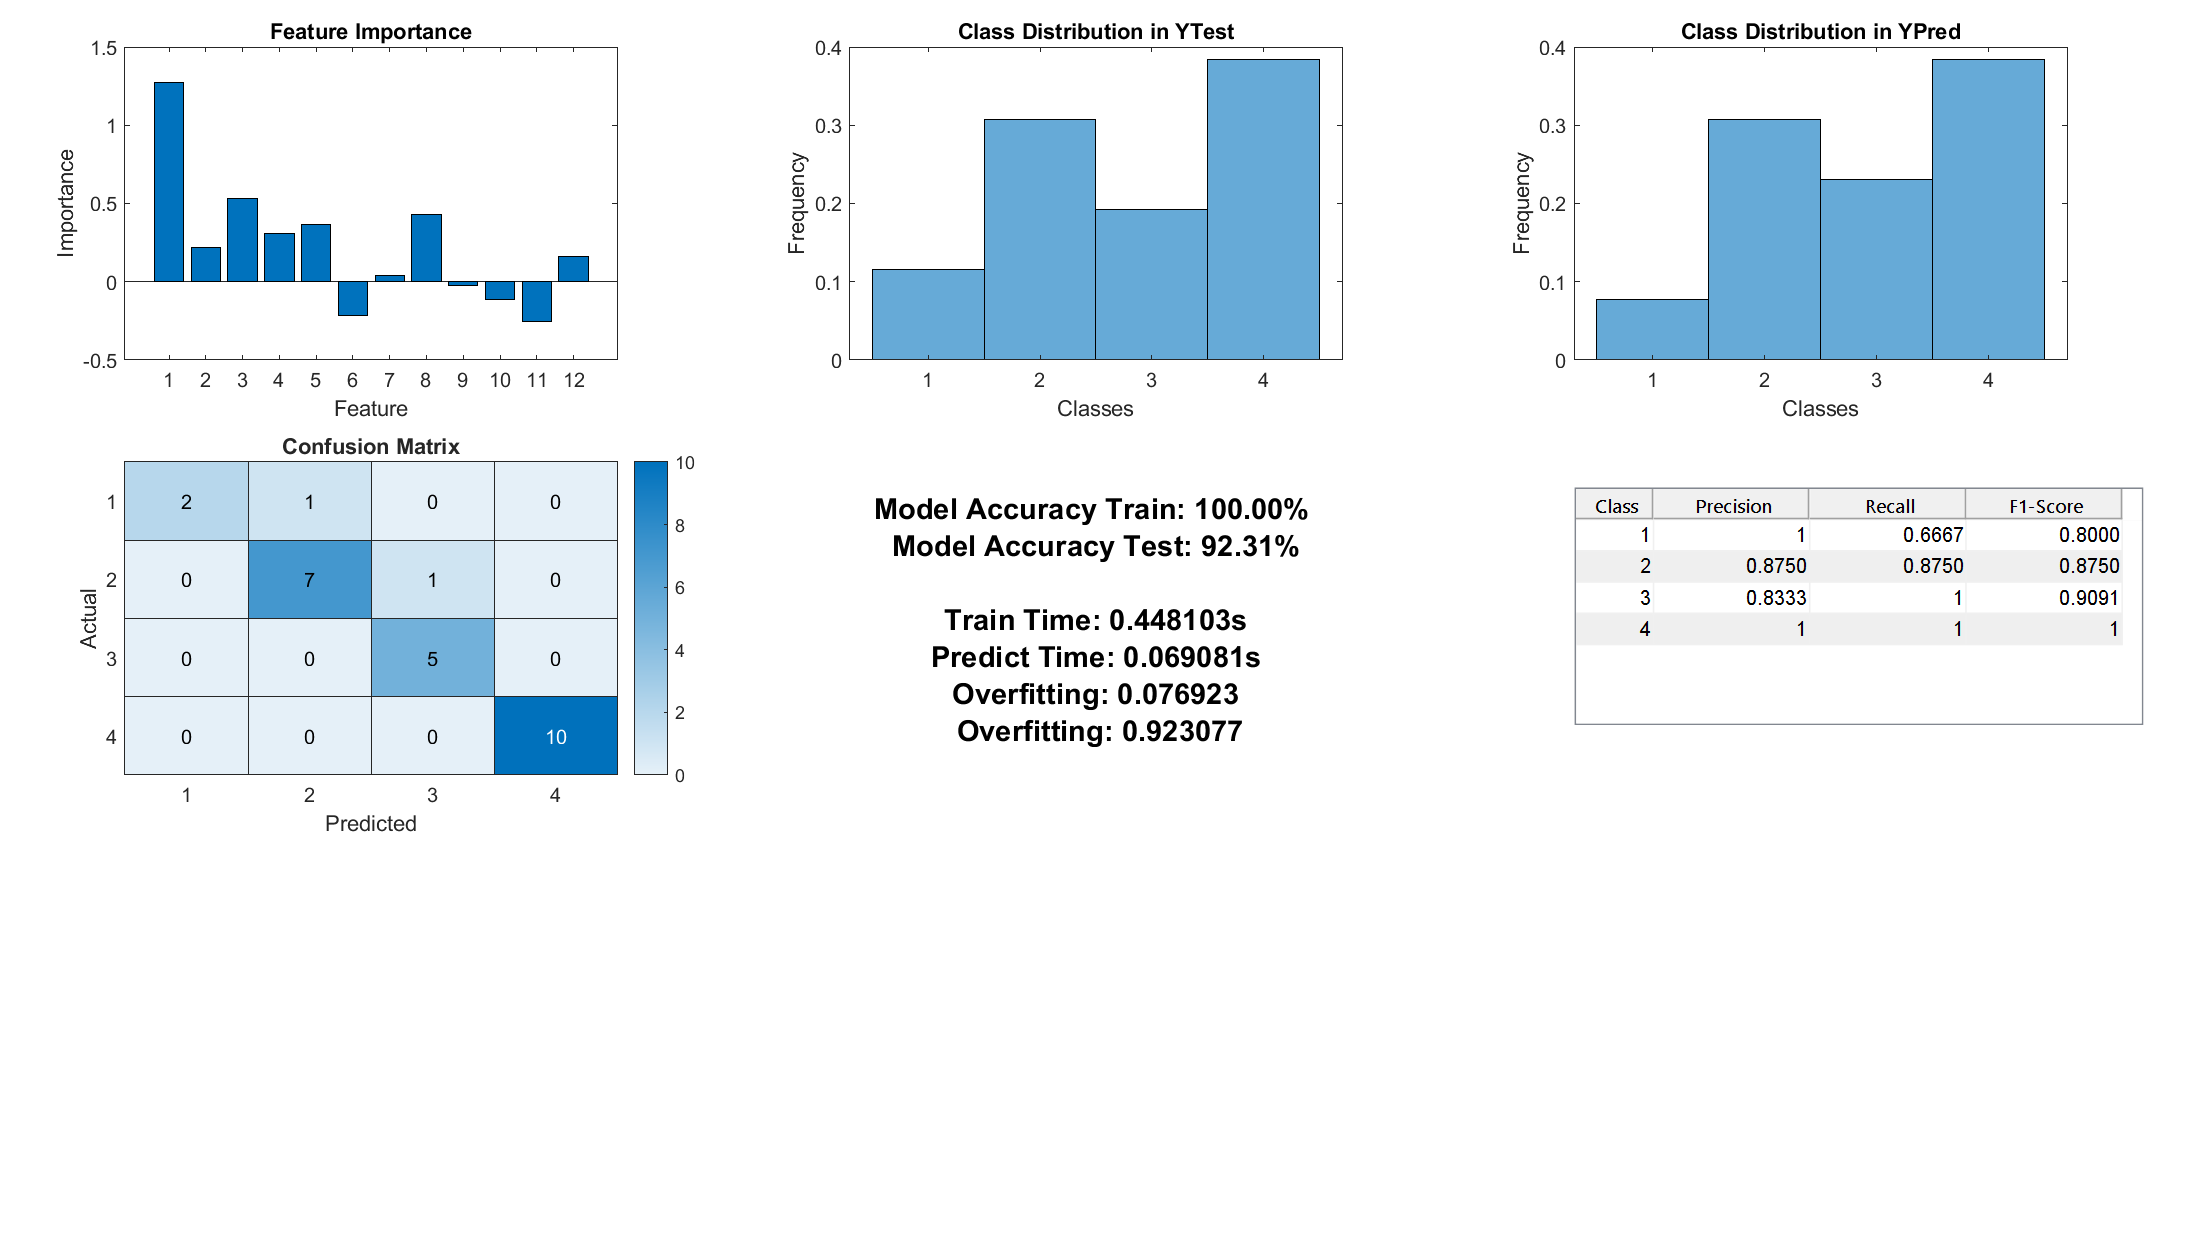 Feature Importance
1.5
1
0.5
0
-0.5
Importance
1 2 3 4 5 6 7 8 9 10 11 12
Feature
Class Distribution in YTest
0.4
0.3
0.2
0.1
0
Frequency
1 2 3 4
Classes
Class Distribution in YPred
0.4
0.3
0.2
0.1
0
Frequency
1 2 3 4
Classes
Confusion Matrix
Actual
1 2 1 0 0
2 0 7 1 0
3 0 0 5 0
4 0 0 0 10
1 2 3 4
Predicted
10
8
6
4
2
0
Model Accuracy Train: 100.00%
Model Accuracy Test: 92.31%
Train Time: 0.448103s
Predict Time: 0.069081s
Overfitting: 0.076923
Overfitting: 0.923077
Class Precision Recall F1-Score
1 1 0.6667 0.8000
2 0.8750 0.8750 0.8750
3 0.8333 1 0.9091
4 1 1 1